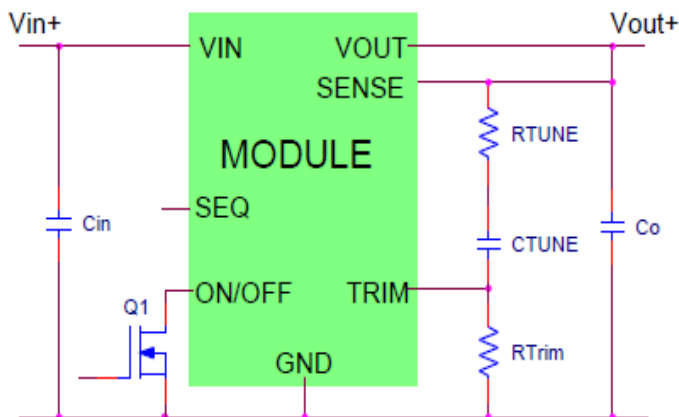 Vin+
Vout+
VIN
VOUT
SENSE
RTUNE
MODULE
SEQ
Cin
CTUNE
Co
Q1
ON/OFF
TRIM
RTrim
GND